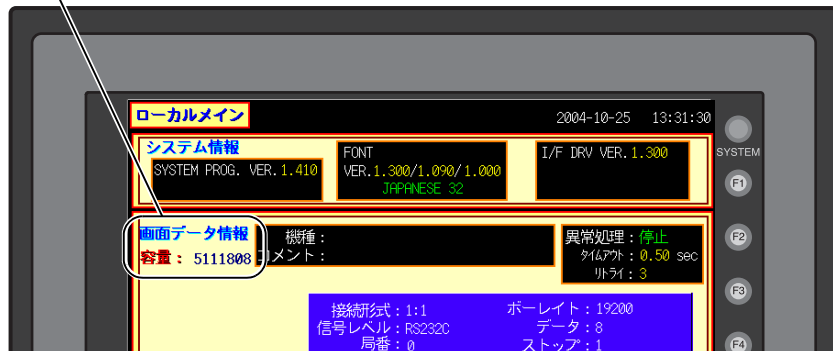 ローカルメイン
2004-10-25 13:31:30
システム情報
SYSTEM PROG. VER.1.410
FONT
VER.1.300/1.090/1.000
JAPANESE 32
I/F DRV VER.1.300
SYSTEM
F1
画面データ情報
容量： 5111808
機種：
コメント：
異常処理：停止
ﾀｲﾑｱｳﾄ：0.50 sec
ﾘﾄﾗｲ：3
F2
F3
接続形式：1:1
信号レベル：RS232C
局番：0
ボーレイト：19200
データ：8
ストップ：1
F4